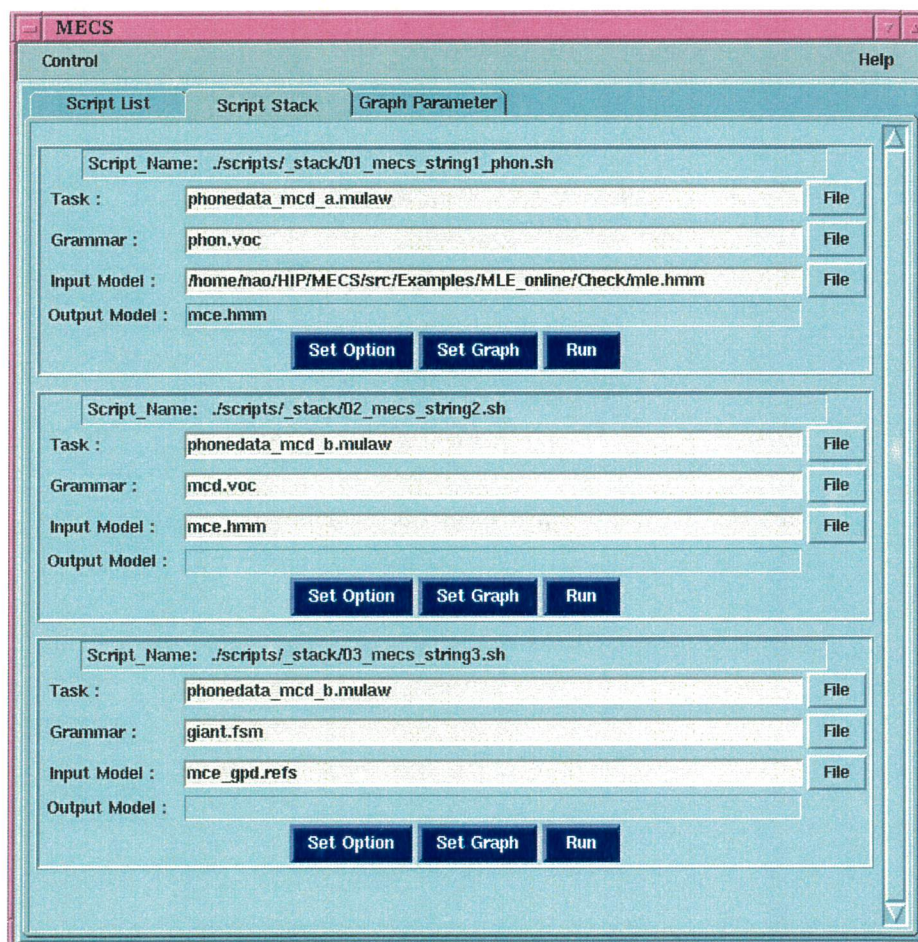 MECS
Control Help
Script List Script Stack Graph Parameter
Script_Name: ./scripts/_stack/01_mecs_string1_phon.sh
Task : phonedata_mcd_a.mulaw File
Grammar : phon.voc File
Input Model : /home/nao/HIP/MECS/src/Examples/MLE_online/Check/mle.hmm File
Output Model : mce.hmm
Set Option Set Graph Run
Script_Name: ./scripts/_stack/02_mecs_string2.sh
Task : phonedata_mcd_b.mulaw File
Grammar : mcd.voc File
Input Model : mce.hmm File
Output Model :
Set Option Set Graph Run
Script_Name: ./scripts/_stack/03_mecs_string3.sh
Task : phonedata_mcd_b.mulaw File
Grammar : giant.fsm File
Input Model : mce_gpd.refs File
Output Model :
Set Option Set Graph Run